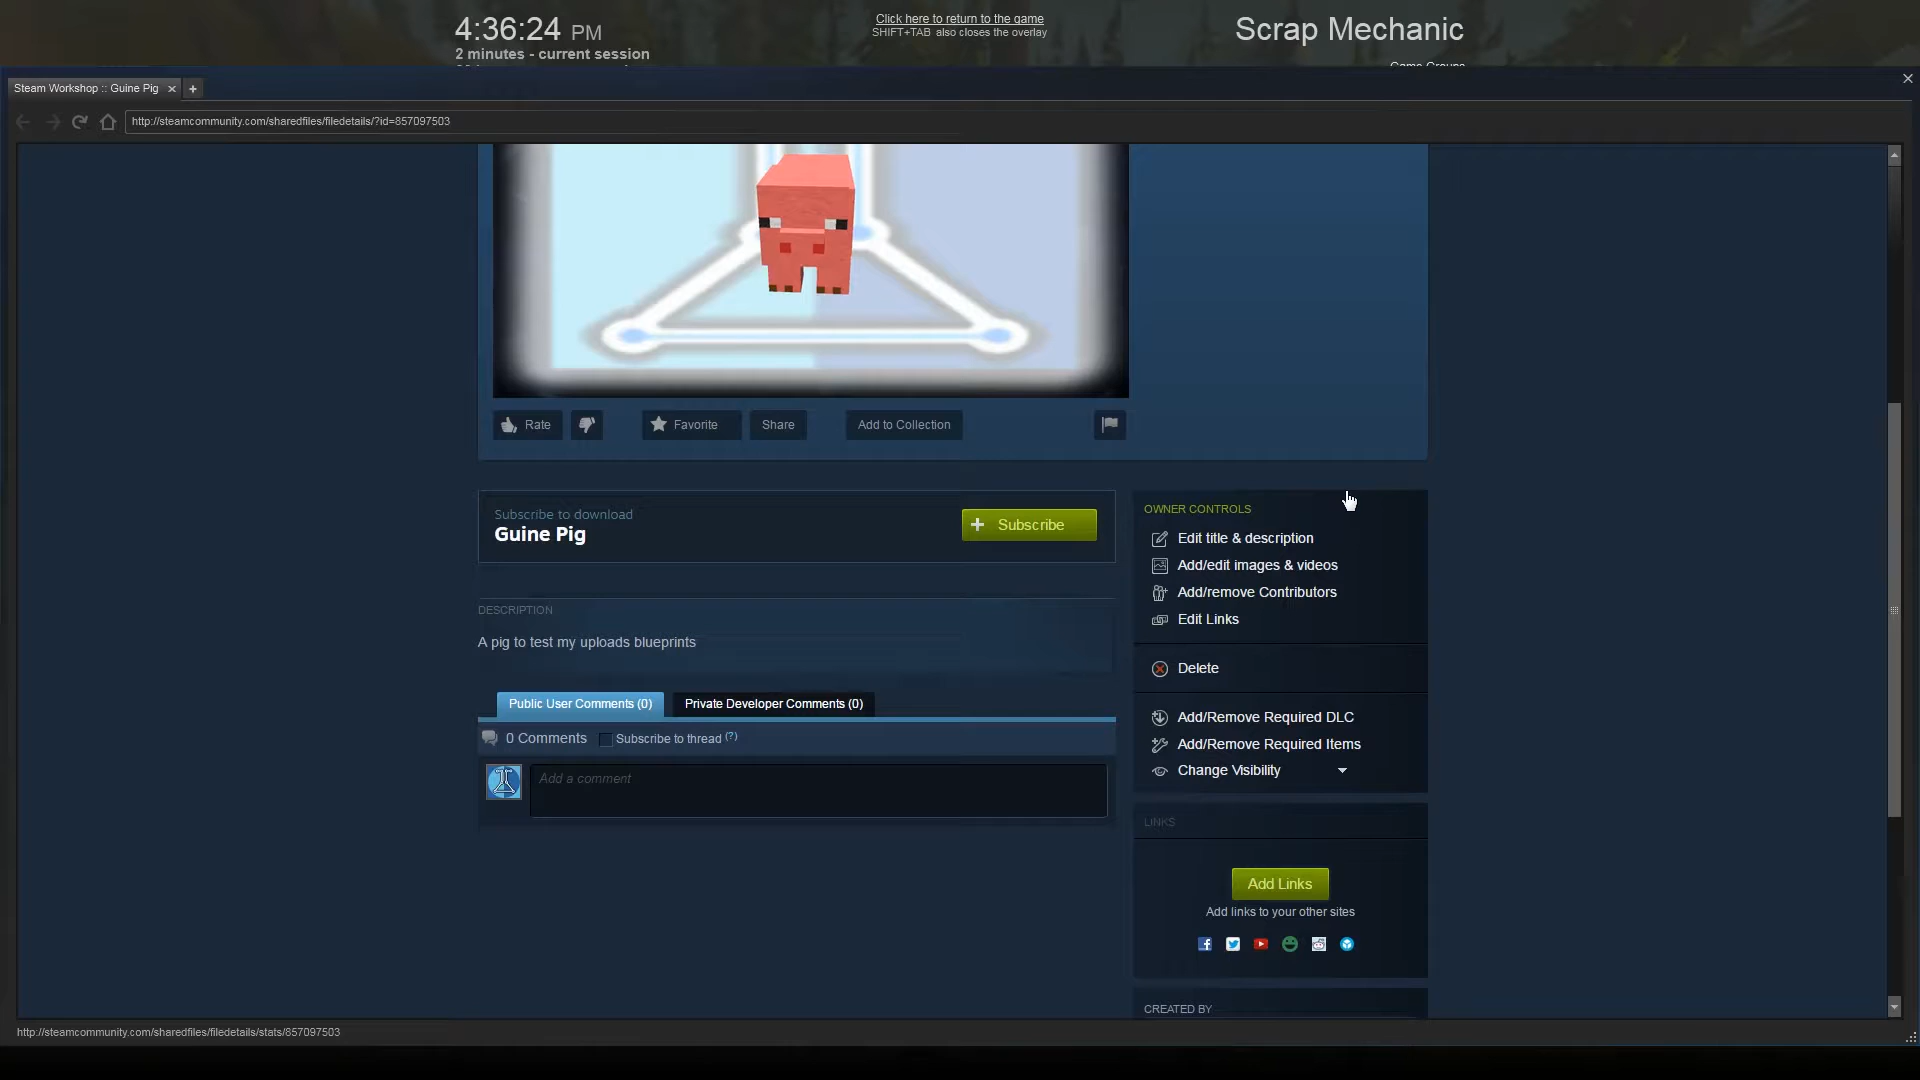 4:36:24 PM
2 minutes - current session
Click here to return to the game
SHIFT+TAB also closes the overlay
Scrap Mechanic
Game Groups
Steam Workshop :: Guine Pig
http://steamcommunity.com/sharedfiles/filedetails/?id=857097503
Rate
Favorite
Share
Add to Collection
Subscribe to download
Guine Pig
Subscribe
DESCRIPTION
A pig to test my uploads blueprints
Public User Comments (0)
Private Developer Comments (0)
0 Comments
Subscribe to thread (?)
Add a comment
OWNER CONTROLS
Edit title & description
Add/edit images & videos
Add/remove Contributors
Edit Links
Delete
Add/Remove Required DLC
Add/Remove Required Items
Change Visibility
LINKS
Add Links
Add links to your other sites
CREATED BY
http://steamcommunity.com/sharedfiles/filedetails/stats/857097503